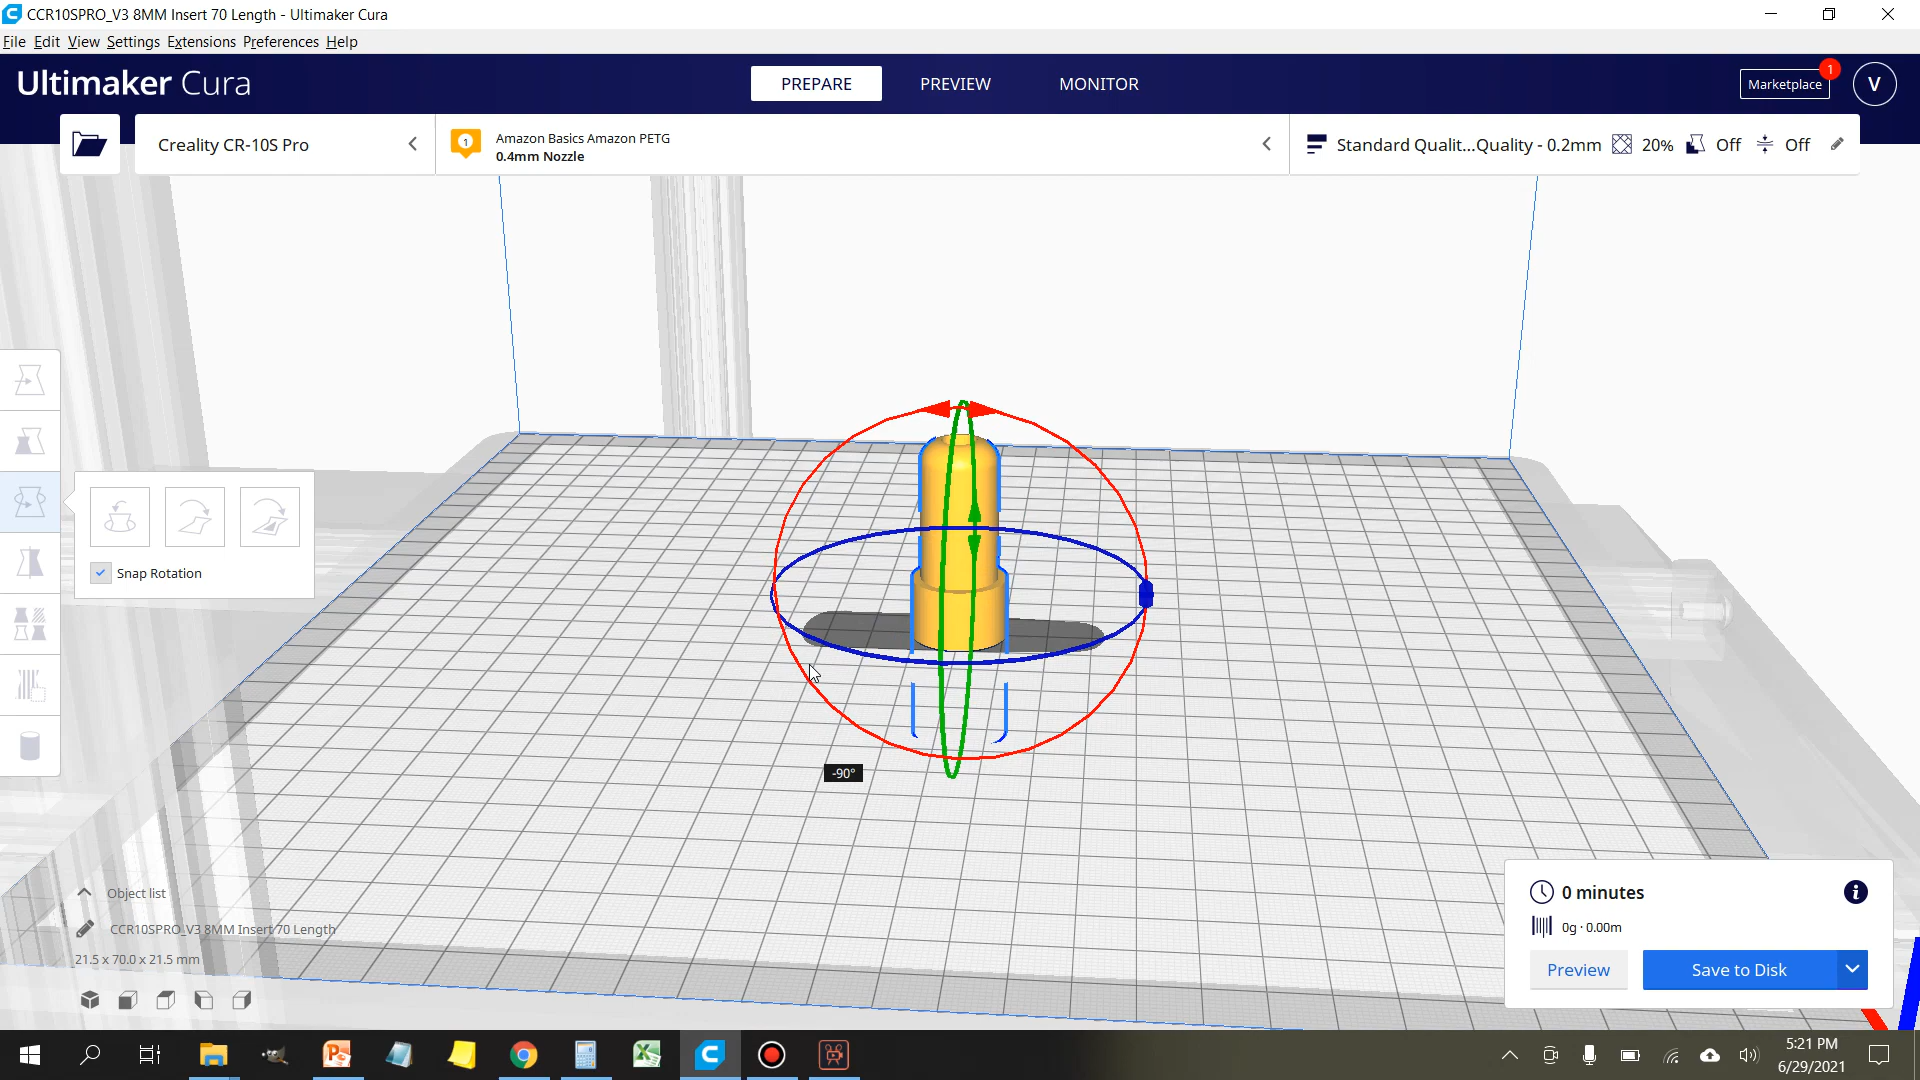 CCR10SPRO_V3 8MM Insert 70 Length - Ultimaker Cura
File Edit View Settings Extensions Preferences Help
Ultimaker Cura
PREPARE
PREVIEW
MONITOR
Marketplace
1
V
Creality CR-10S Pro
1
Amazon Basics Amazon PETG
0.4mm Nozzle
Standard Qualit...Quality - 0.2mm
20%
Off
Off
Snap Rotation
-90°
Object list
CCR10SPRO_V3 8MM Insert 70 Length
21.5 x 70.0 x 21.5 mm
0 minutes
0g · 0.00m
Preview
Save to Disk
5:21 PM
6/29/2021